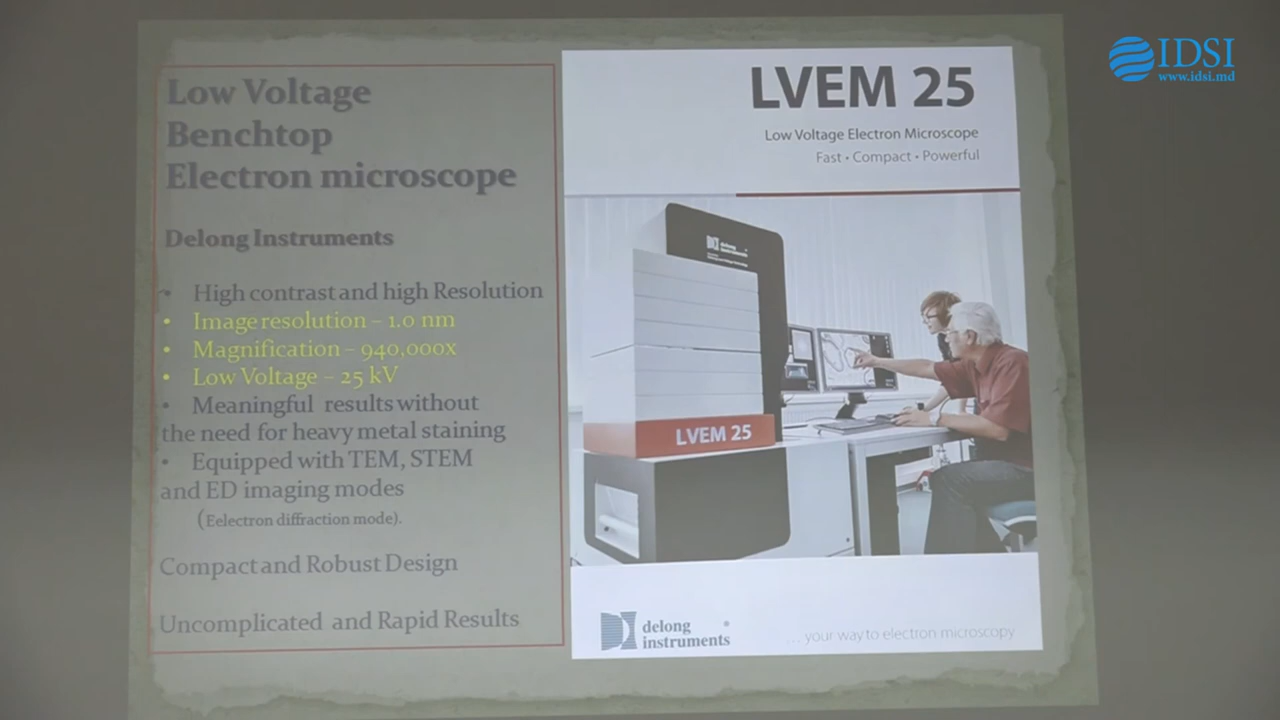 Low Voltage
Benchtop
Electron microscope
Delong Instruments
• High contrast and high Resolution
• Image resolution – 1.0 nm
• Magnification – 940,000x
• Low Voltage – 25 kV
• Meaningful results without
the need for heavy metal staining
• Equipped with TEM, STEM
and ED imaging modes
(Eelectron diffraction mode).
Compact and Robust Design
Uncomplicated and Rapid Results
LVEM 25
Low Voltage Electron Microscope
Fast • Compact • Powerful
delong
instruments
LVEM 25
delong
instruments
®
... your way to electron microscopy
IDSI
www.idsi.md